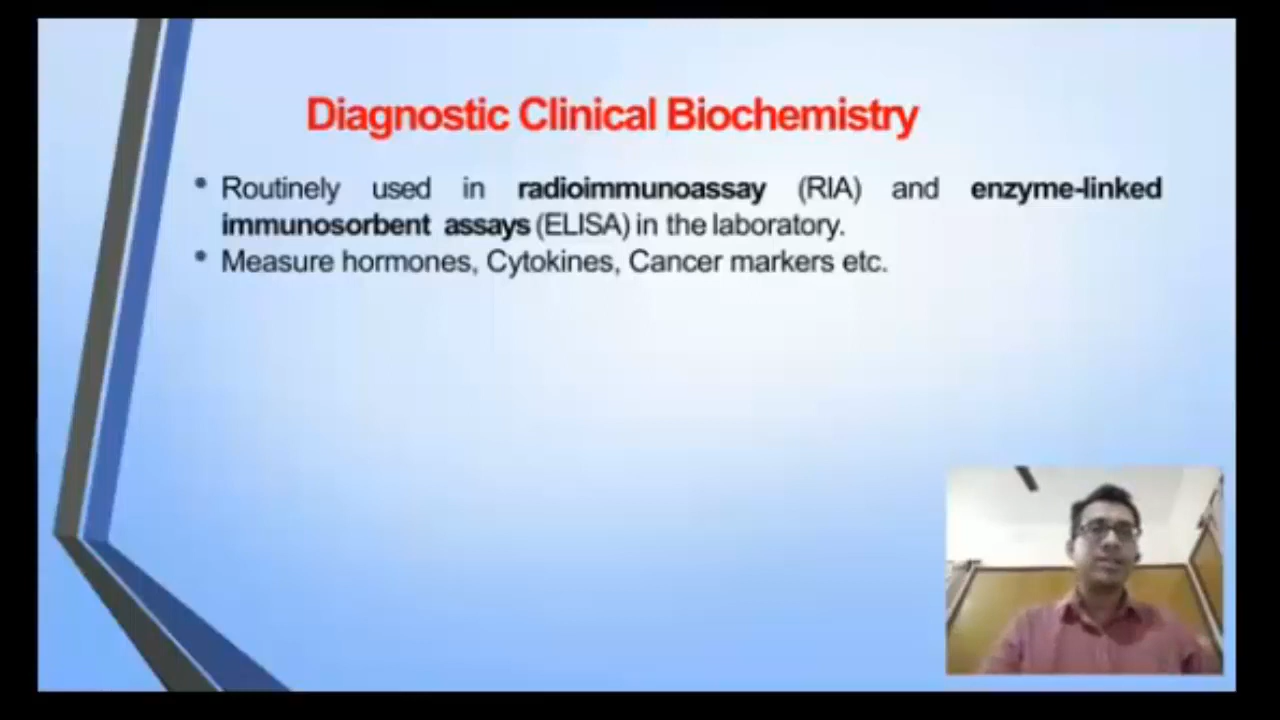 Diagnostic Clinical Biochemistry
• Routinely used in radioimmunoassay (RIA) and enzyme-linked
immunosorbent assays (ELISA) in the laboratory.
• Measure hormones, Cytokines, Cancer markers etc.